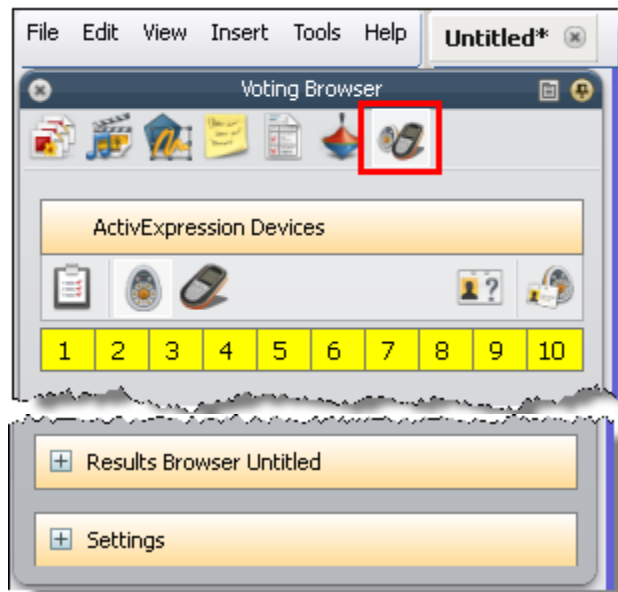 File Edit View Insert Tools Help Untitled*
Voting Browser
ActivExpression Devices
?
1 2 3 4 5 6 7 8 9 10
Results Browser Untitled
Settings